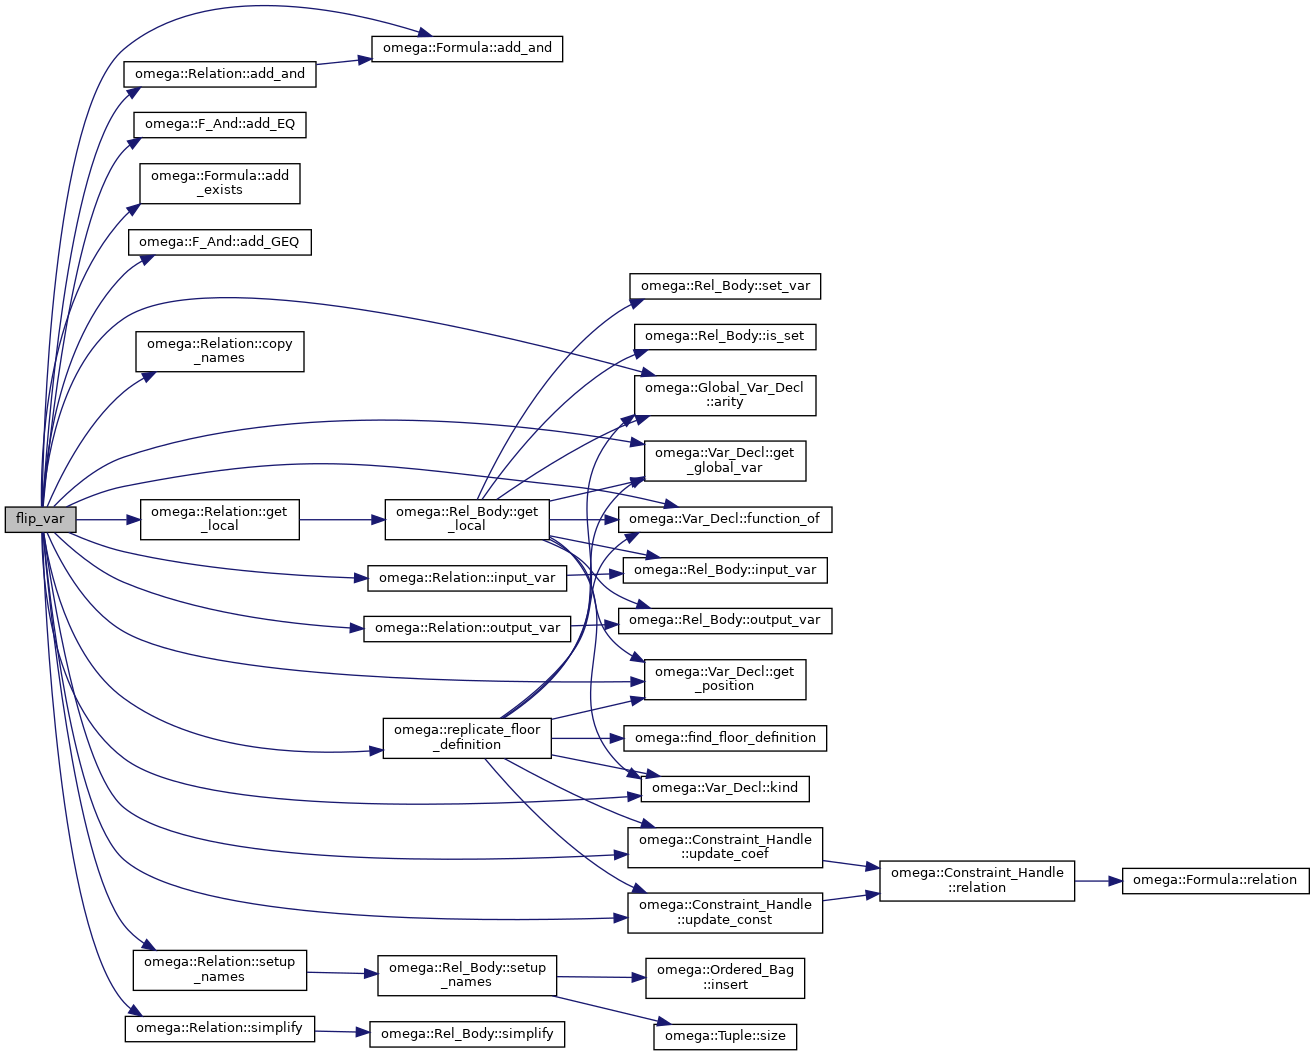 omega::Formula::add_and
omega::Relation::add_and
omega::F_And::add_EQ
omega::Formula::add
_exists
omega::F_And::add_GEQ
omega::Rel_Body::set_var
omega::Relation::copy
_names
omega::Rel_Body::is_set
omega::Global_Var_Decl
::arity
omega::Var_Decl::get
_global_var
flip_var
omega::Relation::get
_local
omega::Rel_Body::get
_local
omega::Var_Decl::function_of
omega::Relation::input_var
omega::Rel_Body::input_var
omega::Relation::output_var
omega::Rel_Body::output_var
omega::Var_Decl::get
_position
omega::replicate_floor
_definition
omega::find_floor_definition
omega::Var_Decl::kind
omega::Constraint_Handle
::update_coef
omega::Constraint_Handle
::relation
omega::Formula::relation
omega::Constraint_Handle
::update_const
omega::Relation::setup
_names
omega::Rel_Body::setup
_names
omega::Ordered_Bag
::insert
omega::Relation::simplify
omega::Rel_Body::simplify
omega::Tuple::size